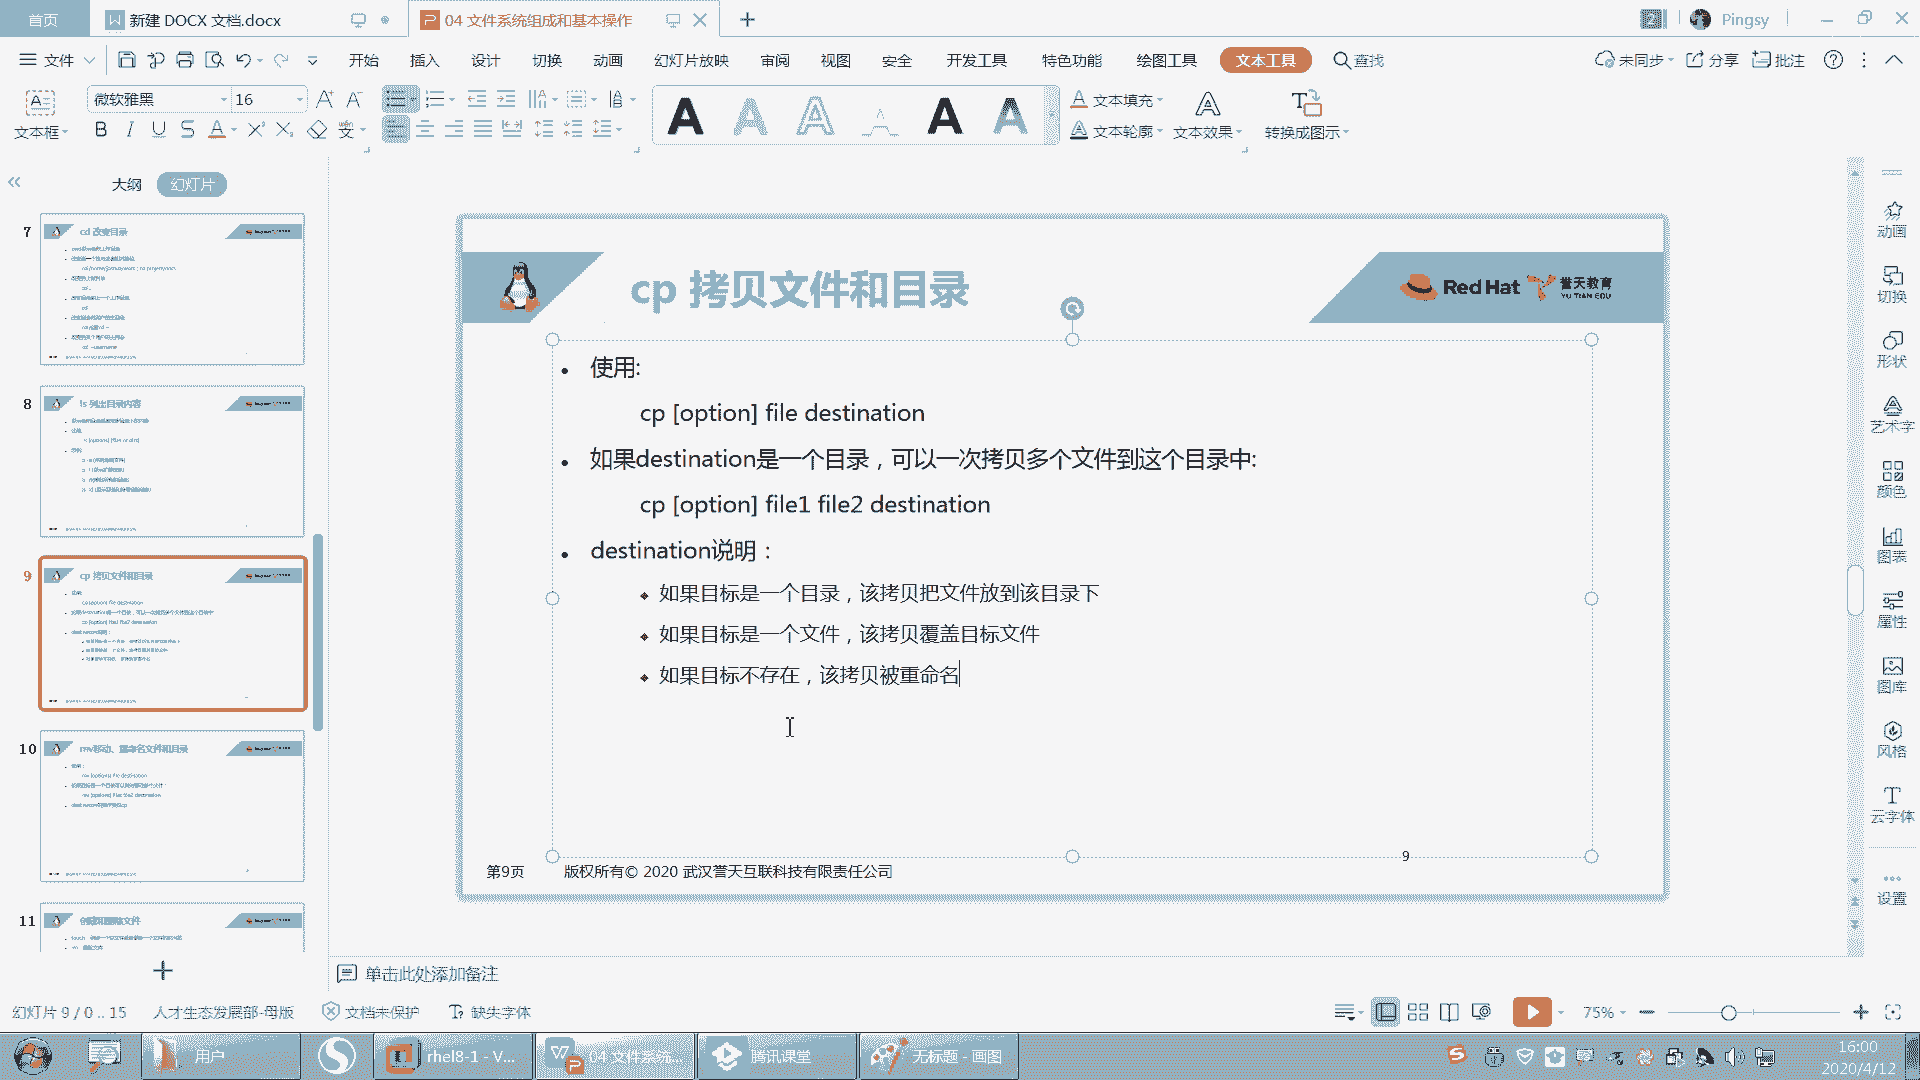 首页
新建 DOCX 文档.docx
04 文件系统组成和基本操作
Pingsy
文件
开始 插入 设计 切换 动画 幻灯片放映 审阅 视图 安全 开发工具 特色功能 绘图工具 文本工具 查找
未同步 分享 批注
文本框
微软雅黑 16
文本填充
文本轮廓 文本效果 转换成图示
大纲 幻灯片
7
cd 改变目录
8
ls 列出目录内容
9
cp 拷贝文件和目录
10
mv移动、重命名文件和目录
11
创建和删除文件
cp 拷贝文件和目录
Red Hat 誉天教育
YU TIAN EDU
使用:
cp [option] file destination
如果destination是一个目录，可以一次拷贝多个文件到这个目录中:
cp [option] file1 file2 destination
destination说明：
如果目标是一个目录，该拷贝把文件放到该目录下
如果目标是一个文件，该拷贝覆盖目标文件
如果目标不存在，该拷贝被重命名
9
第9页 版权所有© 2020 武汉誉天互联科技有限责任公司
动画
切换
形状
艺术字
颜色
图表
属性
图库
风格
云字体
设置
单击此处添加备注
幻灯片 9 / 0 .. 15 人才生态发展部-母版 文档未保护 缺失字体
75%
用户
rhel8-1 - V...
04 文件系统...
腾讯课堂
无标题 - 画图
16:00
2020/4/12